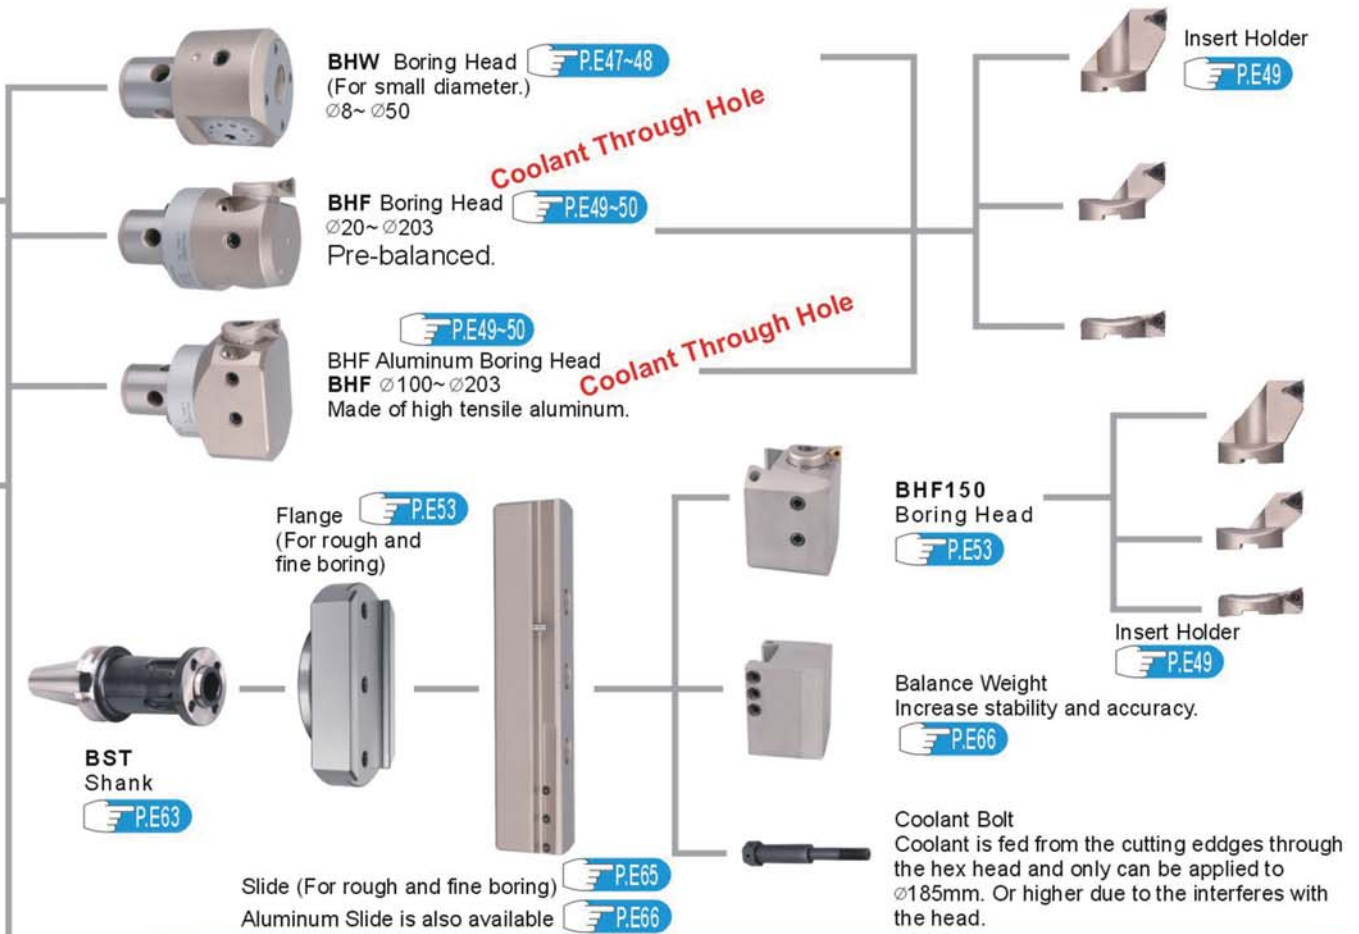 BHW Boring Head P.E47~48
(For small diameter.)
∅8~ ∅50
Coolant Through Hole
BHF Boring Head P.E49~50
∅20~ ∅203
Pre-balanced.
P.E49~50
BHF Aluminum Boring Head
BHF ∅100~ ∅203
Made of high tensile aluminum.
Coolant Through Hole
Insert Holder
P.E49
Flange P.E53
(For rough and
fine boring)
BST
Shank
P.E63
Slide (For rough and fine boring) P.E65
Aluminum Slide is also available P.E66
BHF150
Boring Head
P.E53
Insert Holder
P.E49
Balance Weight
Increase stability and accuracy.
P.E66
Coolant Bolt
Coolant is fed from the cutting eddges through
the hex head and only can be applied to
∅185mm. Or higher due to the interferes with
the head.